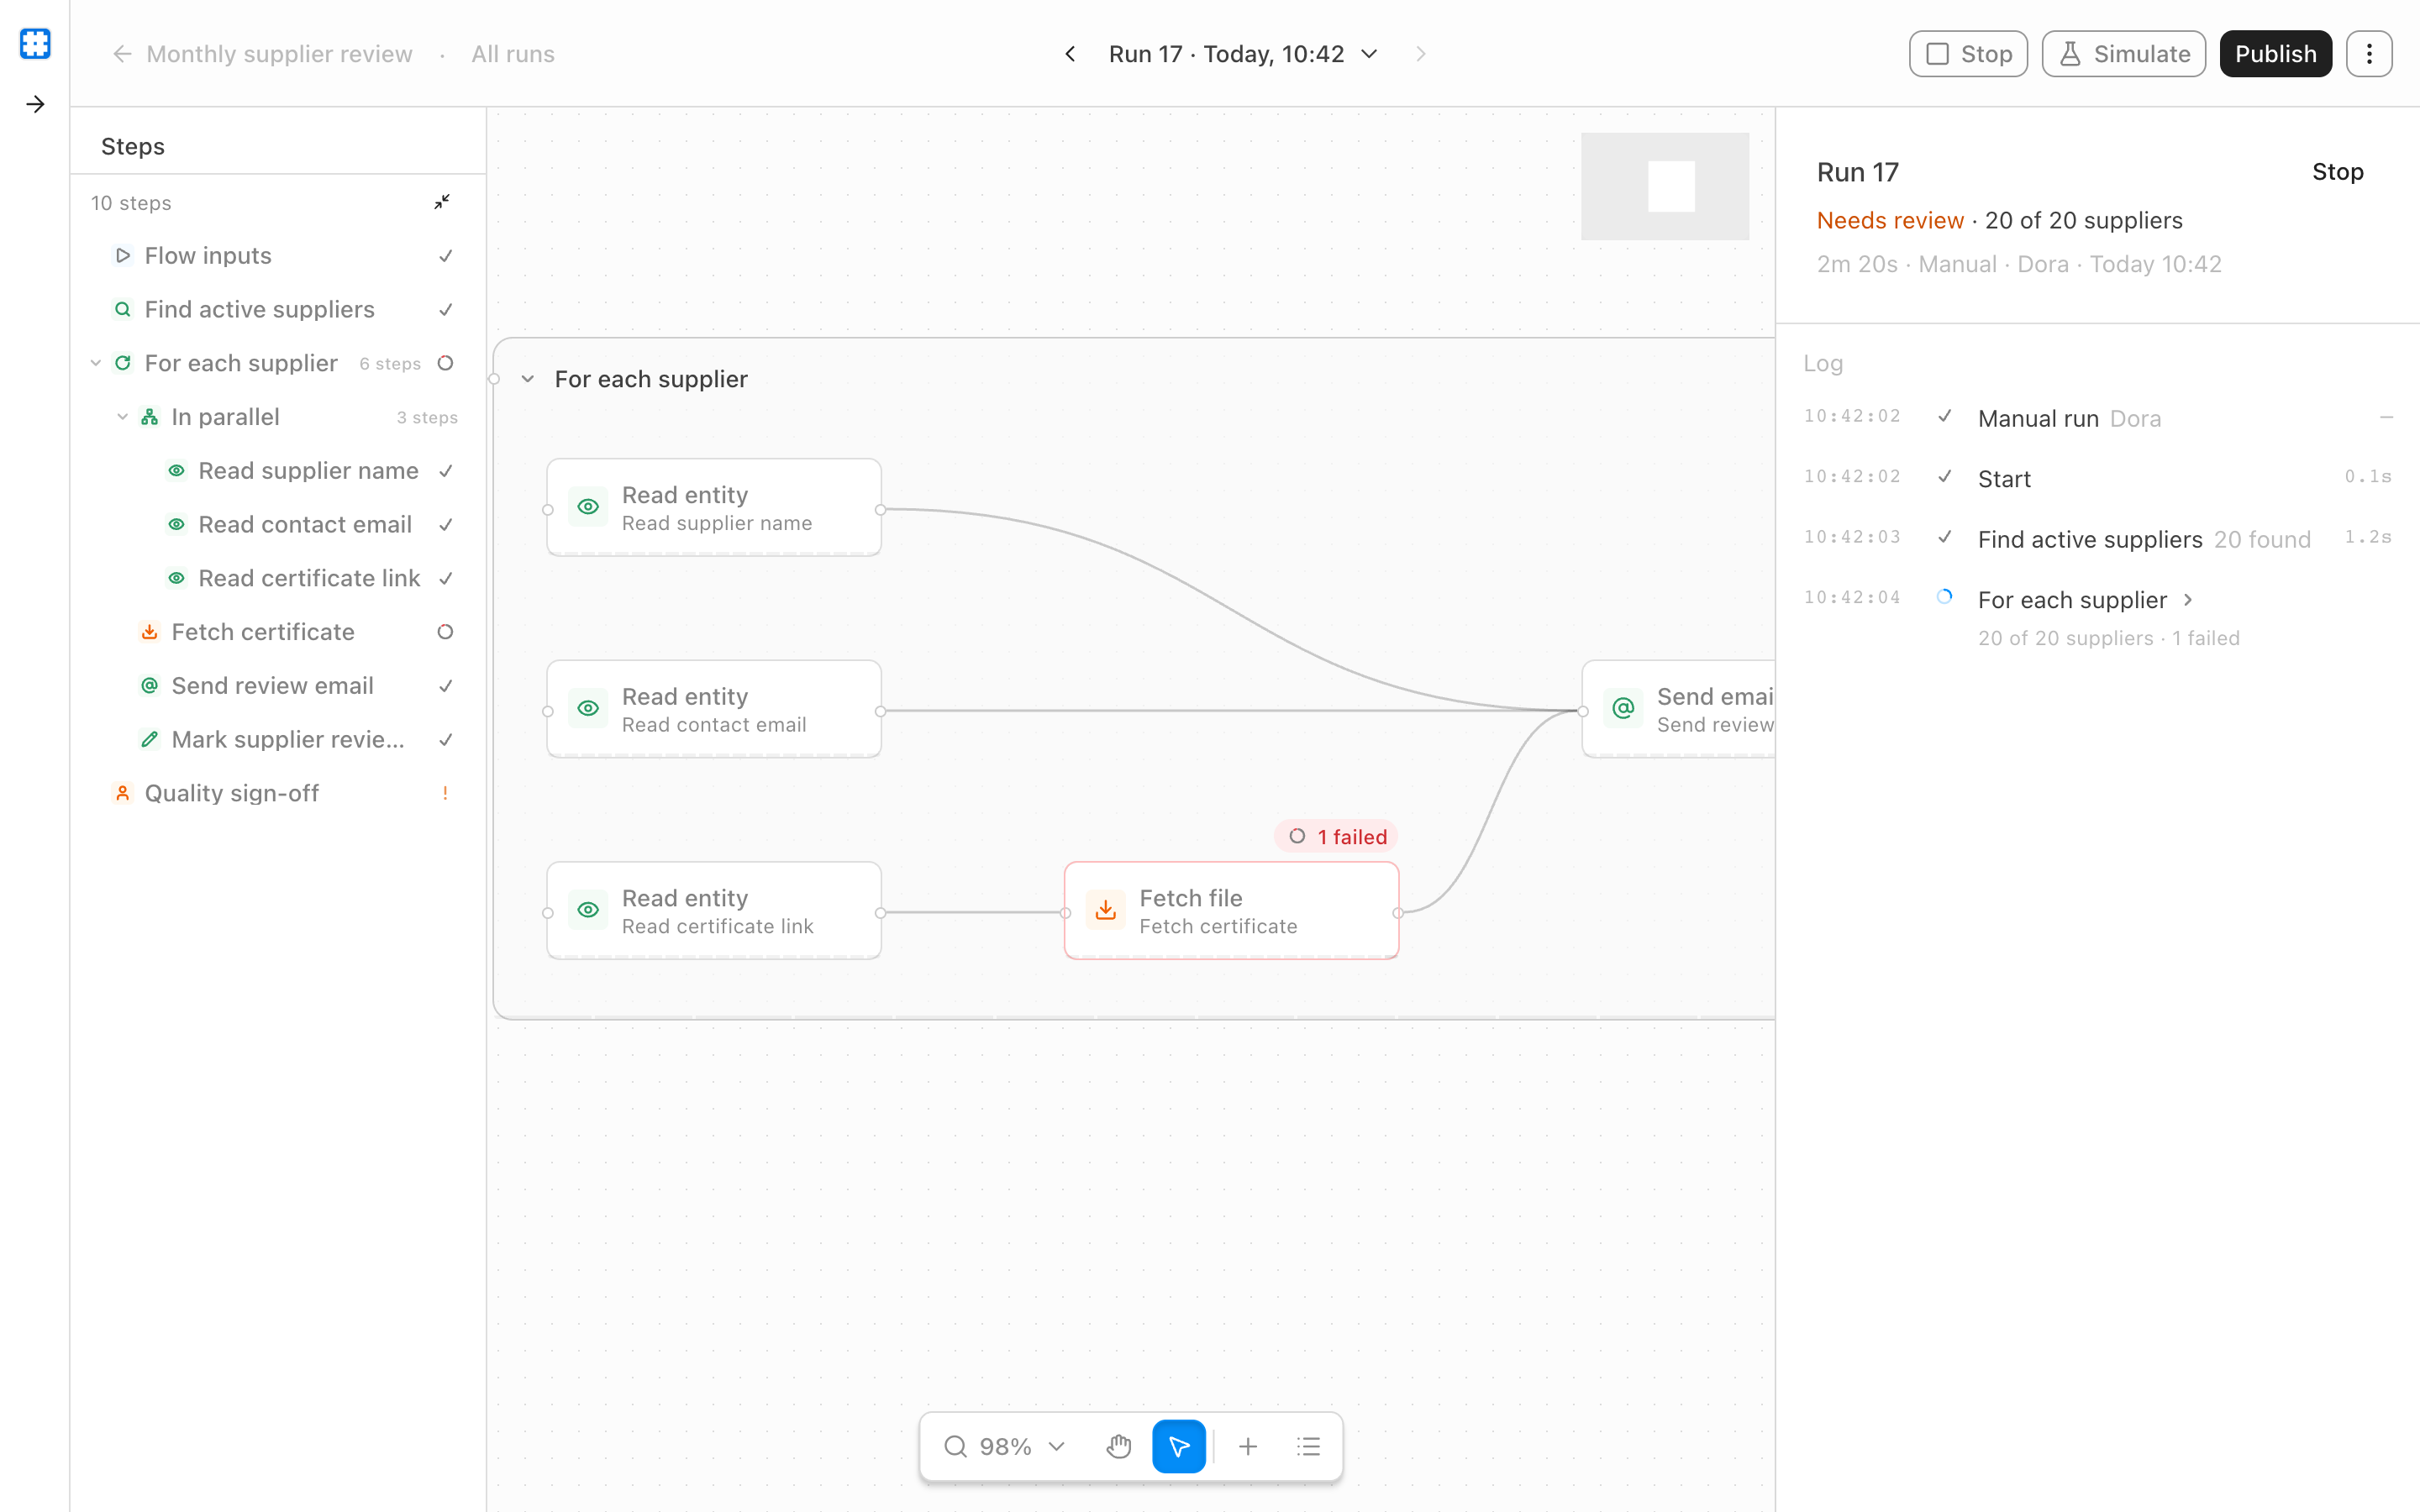 Monthly supplier review · All runs
Run 17 · Today, 10:42
Stop
Simulate
Publish
Steps
10 steps
Flow inputs
Find active suppliers
For each supplier 6 steps
In parallel 3 steps
Read supplier name
Read contact email
Read certificate link
Fetch certificate
Send review email
Mark supplier revie...
Quality sign-off !
For each supplier
Read entity
Read supplier name
Read entity
Read contact email
Send emai
Send review
1 failed
Read entity
Read certificate link
Fetch file
Fetch certificate
98%
Run 17 Stop
Needs review · 20 of 20 suppliers
2m 20s · Manual · Dora · Today 10:42
Log
10:42:02 Manual run Dora –
10:42:02 Start 0.1s
10:42:03 Find active suppliers 20 found 1.2s
10:42:04 For each supplier
20 of 20 suppliers · 1 failed